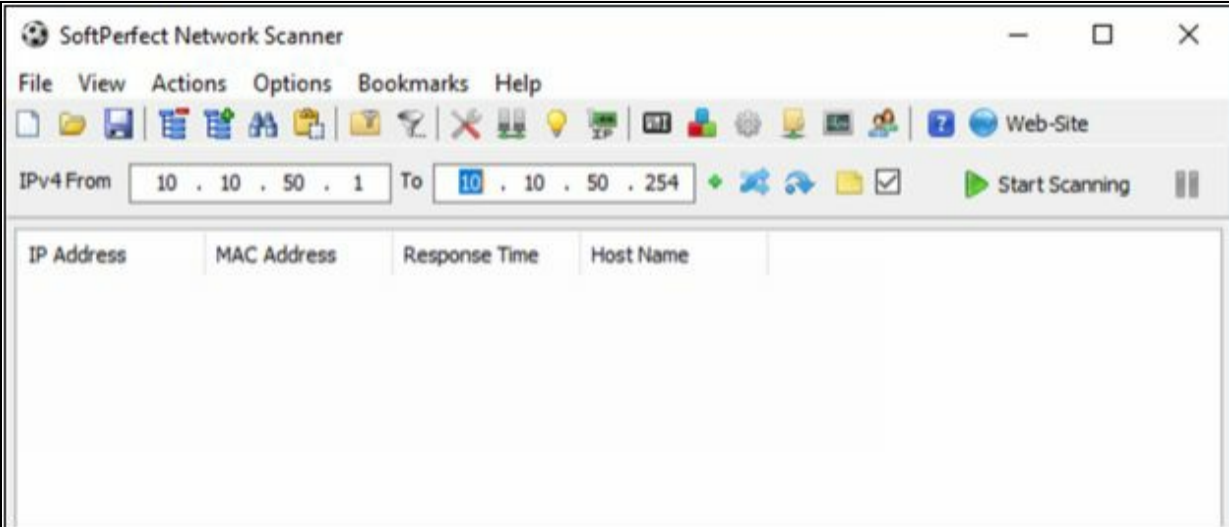 SoftPerfect Network Scanner
File View Actions Options Bookmarks Help
IP ? Web-Site
IPv4 From 10 . 10 . 50 . 1 To 10 . 10 . 50 . 254 Start Scanning
IP Address MAC Address Response Time Host Name